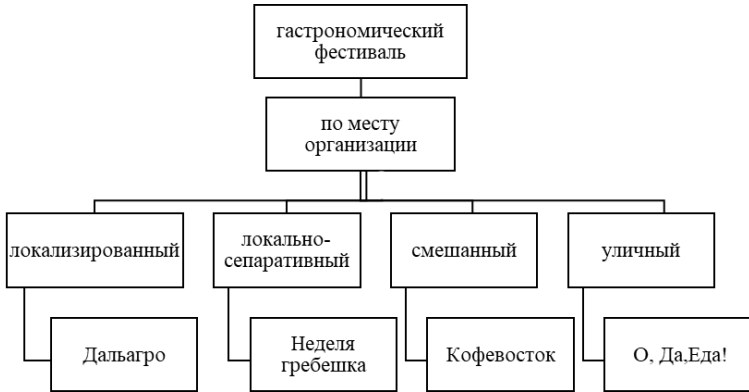 гастрономический
фестиваль
по месту
организации
локализированный
локально-
сепаративный
смешанный
уличный
Дальагро
Неделя
гребешка
Кофевосток
О, Да,Еда!